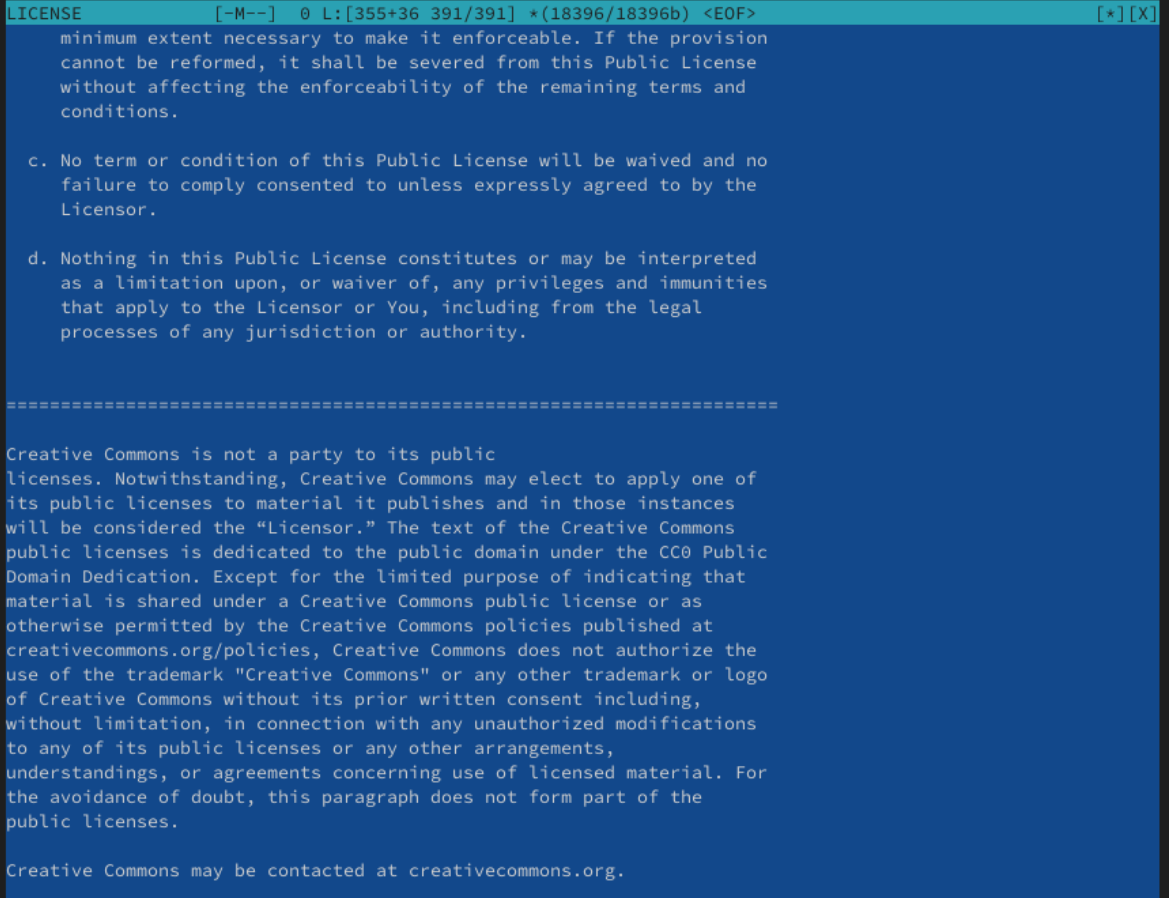 LICENSE [-M--] 0 L:[355+36 391/391] *(18396/18396b) <EOF> [*][X]
minimum extent necessary to make it enforceable. If the provision
cannot be reformed, it shall be severed from this Public License
without affecting the enforceability of the remaining terms and
conditions.
c. No term or condition of this Public License will be waived and no
failure to comply consented to unless expressly agreed to by the
Licensor.
d. Nothing in this Public License constitutes or may be interpreted
as a limitation upon, or waiver of, any privileges and immunities
that apply to the Licensor or You, including from the legal
processes of any jurisdiction or authority.
=======================================================================
Creative Commons is not a party to its public
licenses. Notwithstanding, Creative Commons may elect to apply one of
its public licenses to material it publishes and in those instances
will be considered the “Licensor.” The text of the Creative Commons
public licenses is dedicated to the public domain under the CC0 Public
Domain Dedication. Except for the limited purpose of indicating that
material is shared under a Creative Commons public license or as
otherwise permitted by the Creative Commons policies published at
creativecommons.org/policies, Creative Commons does not authorize the
use of the trademark "Creative Commons" or any other trademark or logo
of Creative Commons without its prior written consent including,
without limitation, in connection with any unauthorized modifications
to any of its public licenses or any other arrangements,
understandings, or agreements concerning use of licensed material. For
the avoidance of doubt, this paragraph does not form part of the
public licenses.
Creative Commons may be contacted at creativecommons.org.